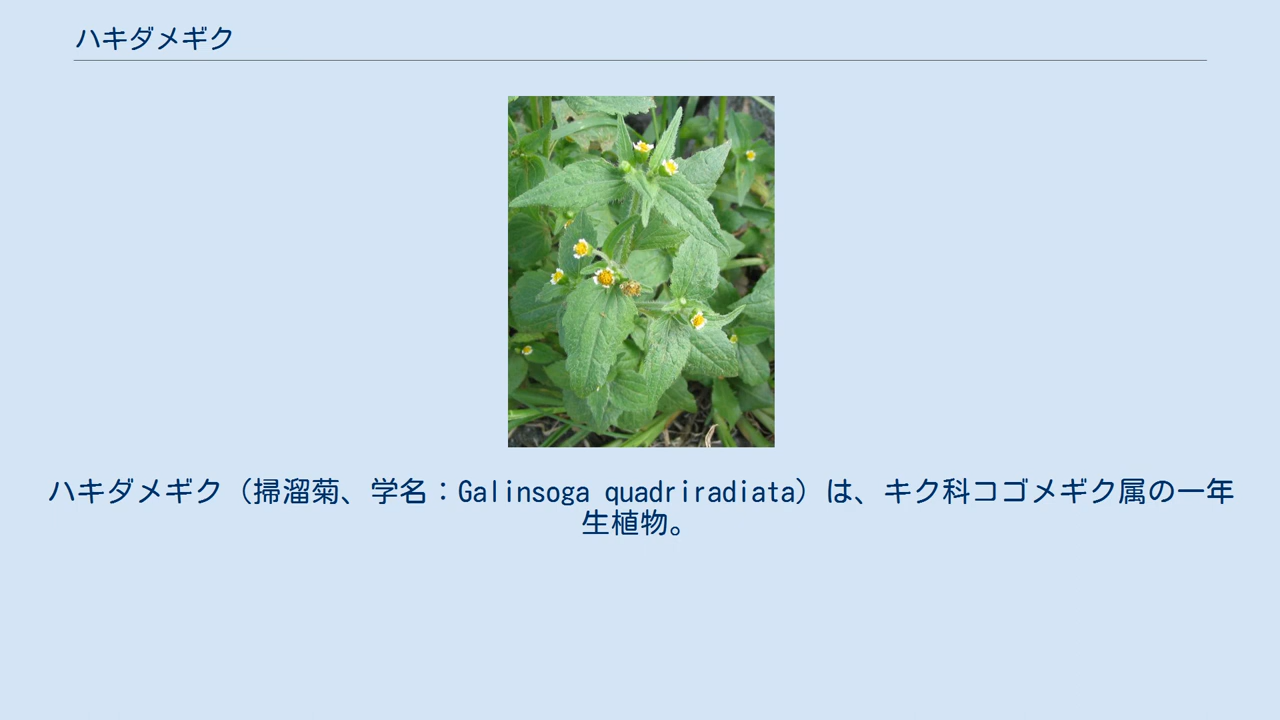 ハキダメギク
ハキダメギク（掃溜菊、学名：Galinsoga quadriradiata）は、キク科コゴメギク属の一年
生植物。